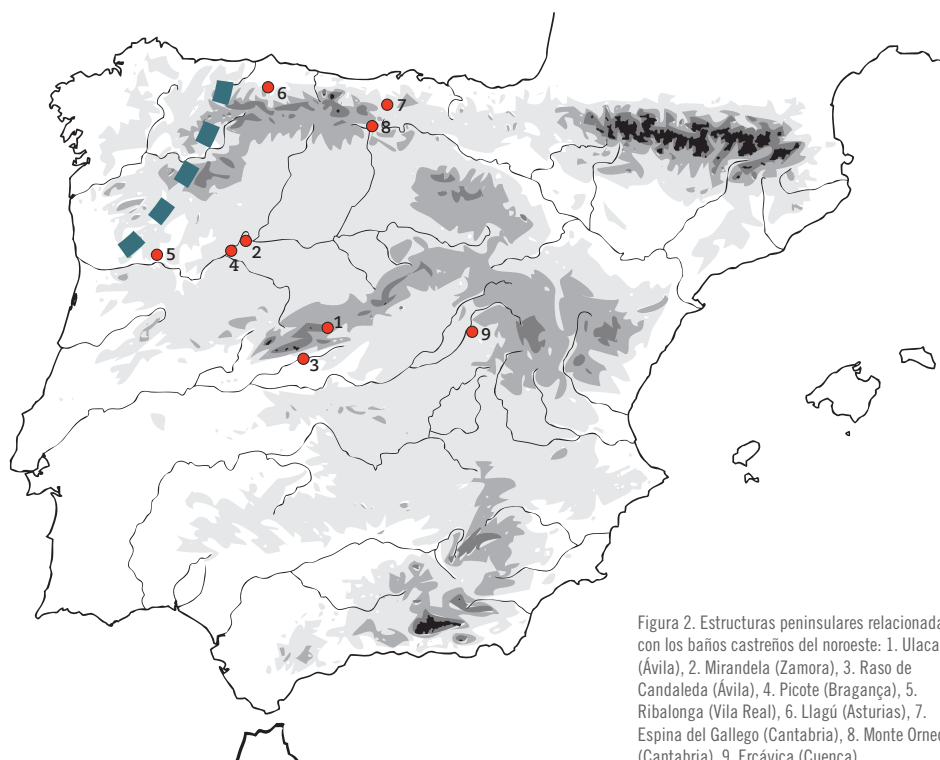 6
7
8
5
4
2
1
3
9
Figura 2. Estructuras peninsulares relacionada
con los baños castreños del noroeste: 1. Ulaca
(Ávila), 2. Mirandela (Zamora), 3. Raso de
Candaleda (Ávila), 4. Picote (Bragança), 5.
Ribalonga (Vila Real), 6. Llagú (Asturias), 7.
Espina del Gallego (Cantabria), 8. Monte Orneo
(Cantabria), 9. Ercávica (Cuenca)